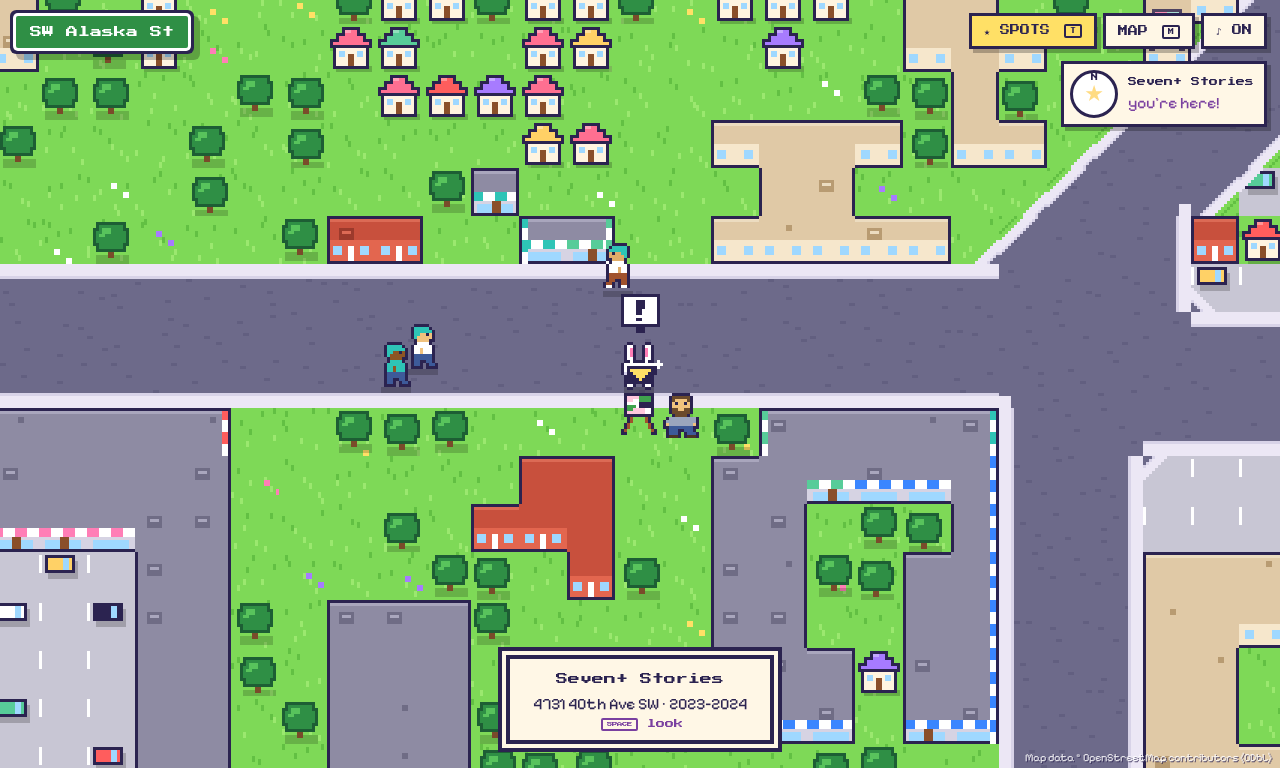 SW Alaska St
★ SPOTS T
MAP M
♪ ON
N
Seven+ Stories
you're here!
!
Seven+ Stories
4731 40th Ave SW · 2023-2024
SPACE look
Map data © OpenStreetMap contributors (ODbL)